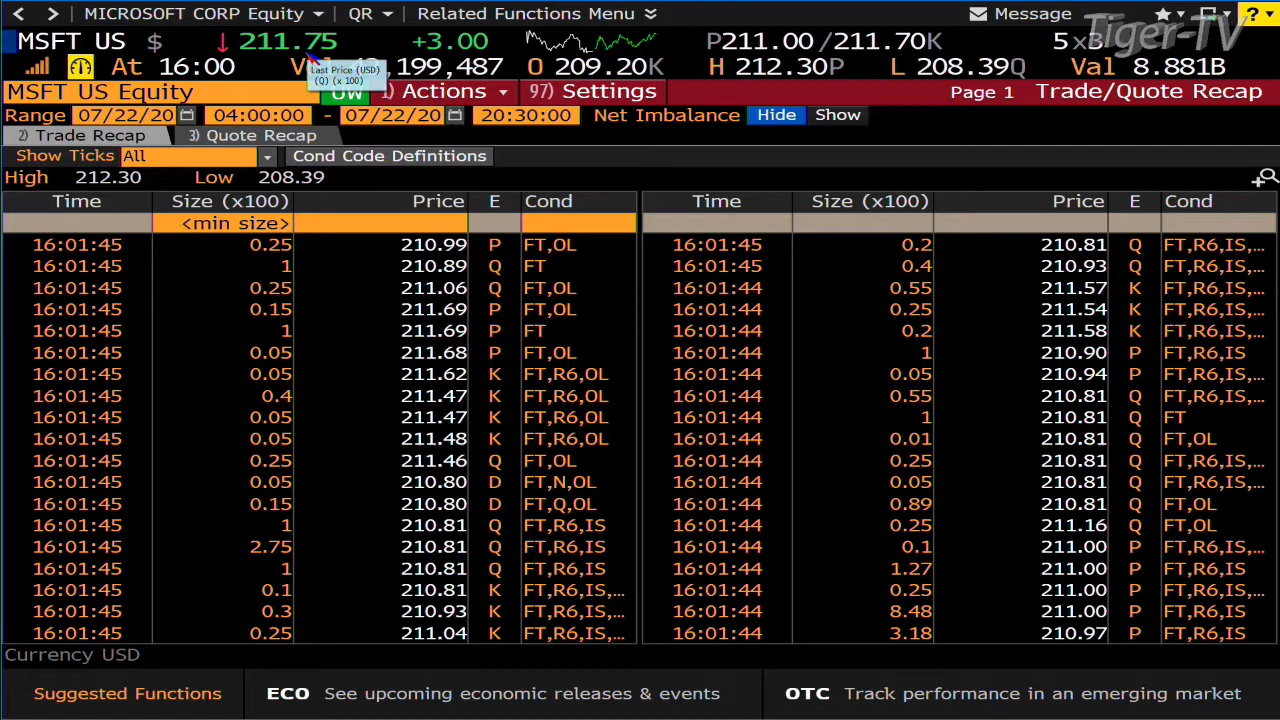 < > MICROSOFT CORP Equity QR Related Functions Menu Message ?
Tiger-TV
MSFT US $ ↓ 211.75 +3.00 P211.00 /211.70K 5 x3
At 16:00 O 209.20K H 212.30P L 208.39Q Val 8.881B
Last Price (USD)
(Q) (x 100)
MSFT US Equity 1) Actions 97) Settings Page 1 Trade/Quote Recap
Range 07/22/20 04:00:00 - 07/22/20 20:30:00 Net Imbalance Hide Show
2) Trade Recap 3) Quote Recap
Show Ticks All Cond Code Definitions
High 212.30 Low 208.39
Time Size (x100) Price E Cond Time Size (x100) Price E Cond
<min size>
16:01:45 0.25 210.99 P FT,OL 16:01:45 0.2 210.81 Q FT,R6,IS,...
16:01:45 1 210.89 Q FT 16:01:45 0.4 210.93 Q FT,R6,IS,...
16:01:45 0.25 211.06 Q FT,OL 16:01:44 0.55 211.57 K FT,R6,IS,...
16:01:45 0.15 211.69 P FT,OL 16:01:44 0.25 211.54 K FT,R6,IS,...
16:01:45 1 211.69 P FT 16:01:44 0.2 211.58 K FT,R6,IS,...
16:01:45 0.05 211.68 P FT,OL 16:01:44 1 210.90 P FT,R6,IS
16:01:45 0.05 211.62 K FT,R6,OL 16:01:44 0.05 210.94 P FT,R6,IS,...
16:01:45 0.4 211.47 K FT,R6,OL 16:01:44 0.55 210.81 Q FT,R6,IS,...
16:01:45 0.05 211.47 K FT,R6,OL 16:01:44 1 210.81 Q FT
16:01:45 0.05 211.48 K FT,R6,OL 16:01:44 0.01 210.81 Q FT,OL
16:01:45 0.25 211.46 Q FT,OL 16:01:44 0.25 210.81 Q FT,R6,IS,...
16:01:45 0.05 210.80 D FT,N,OL 16:01:44 0.05 210.81 Q FT,R6,IS,...
16:01:45 0.15 210.80 D FT,Q,OL 16:01:44 0.89 210.81 Q FT,OL
16:01:45 1 210.81 Q FT,R6,IS 16:01:44 0.25 211.16 Q FT,OL
16:01:45 2.75 210.81 Q FT,R6,IS 16:01:44 0.1 211.00 P FT,R6,IS,...
16:01:45 1 210.81 Q FT,R6,IS 16:01:44 1.27 211.00 P FT,R6,IS
16:01:45 0.1 210.81 K FT,R6,IS,... 16:01:44 0.25 211.00 P FT,R6,IS,...
16:01:45 0.3 210.93 K FT,R6,IS,... 16:01:44 8.48 211.00 P FT,R6,IS
16:01:45 0.25 211.04 K FT,R6,IS,... 16:01:44 3.18 210.97 P FT,R6,IS
Currency USD
Suggested Functions ECO See upcoming economic releases & events OTC Track performance in an emerging market